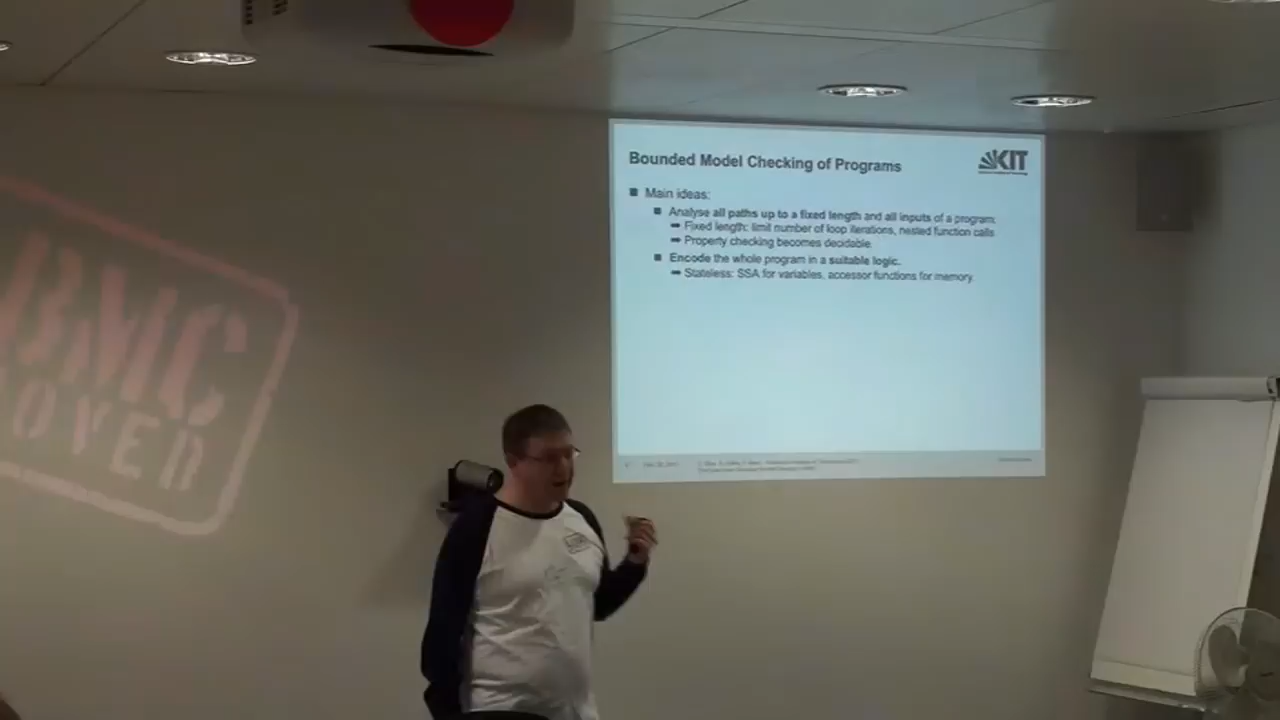 Bounded Model Checking of Programs
KIT
Main ideas:
Analyse all paths up to a fixed length and all inputs of a program:
Fixed length: limit number of loop iterations, nested function calls
Property checking becomes decidable.
Encode the whole program in a suitable logic.
Stateless: SSA for variables, accessor functions for memory.
BMC
OVER